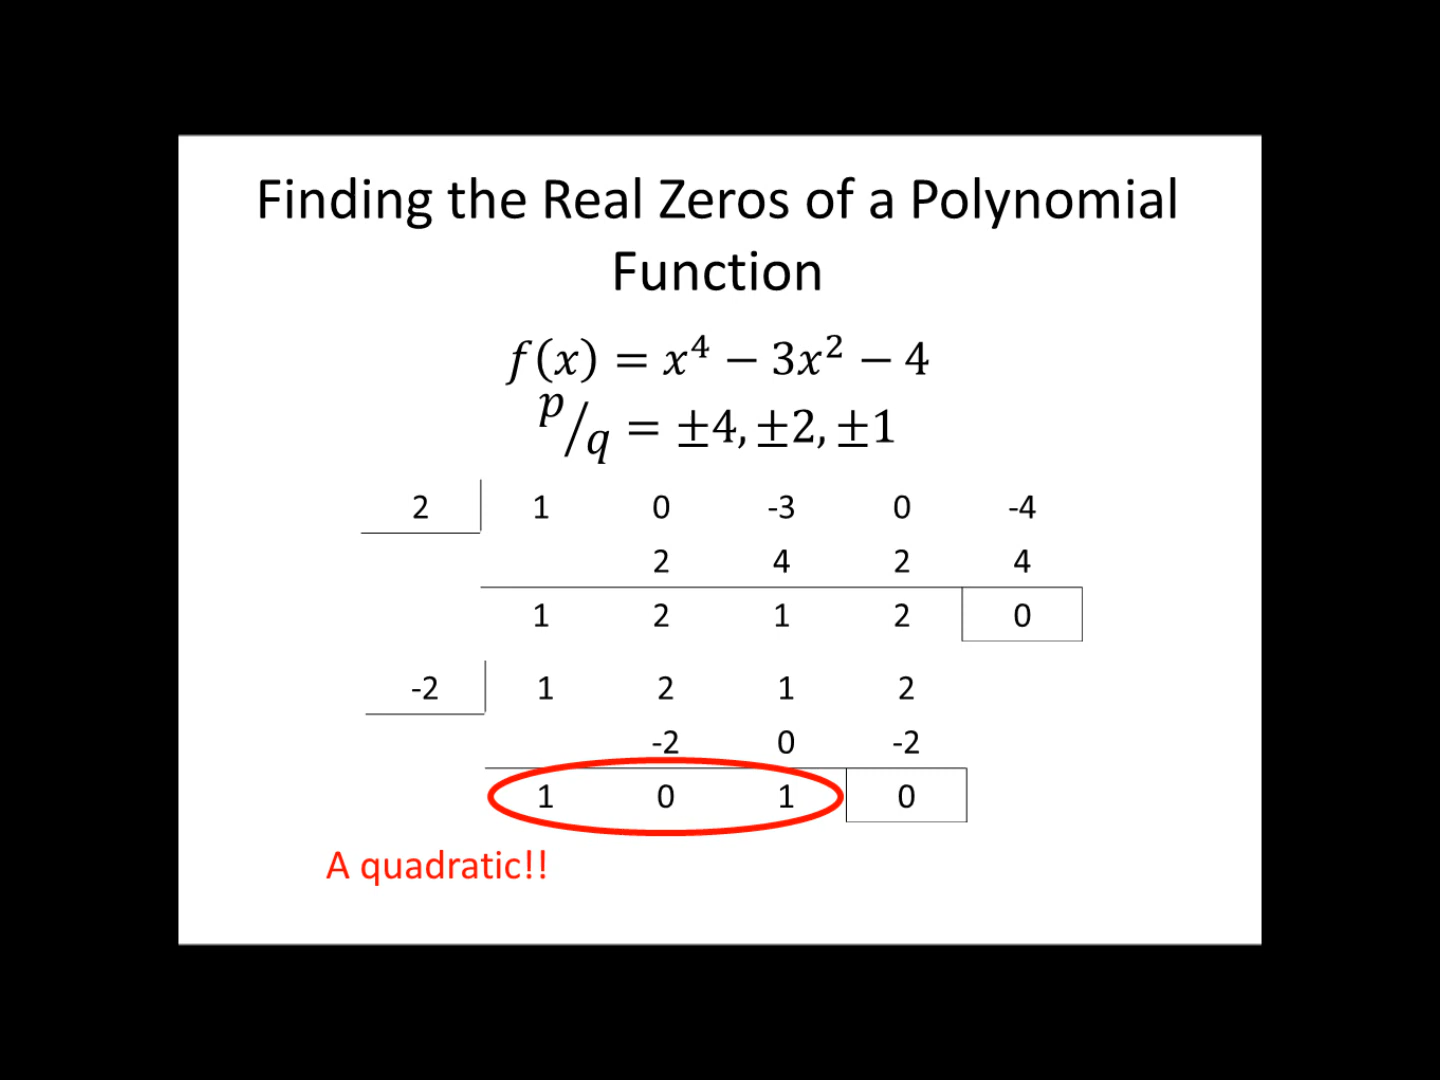 Finding the Real Zeros of a Polynomial
Function
f(x) = x⁴ − 3x² − 4
p/q = ±4, ±2, ±1
2 1 0 -3 0 -4
2 4 2 4
1 2 1 2 0
-2 1 2 1 2
-2 0 -2
1 0 1 0
A quadratic!!